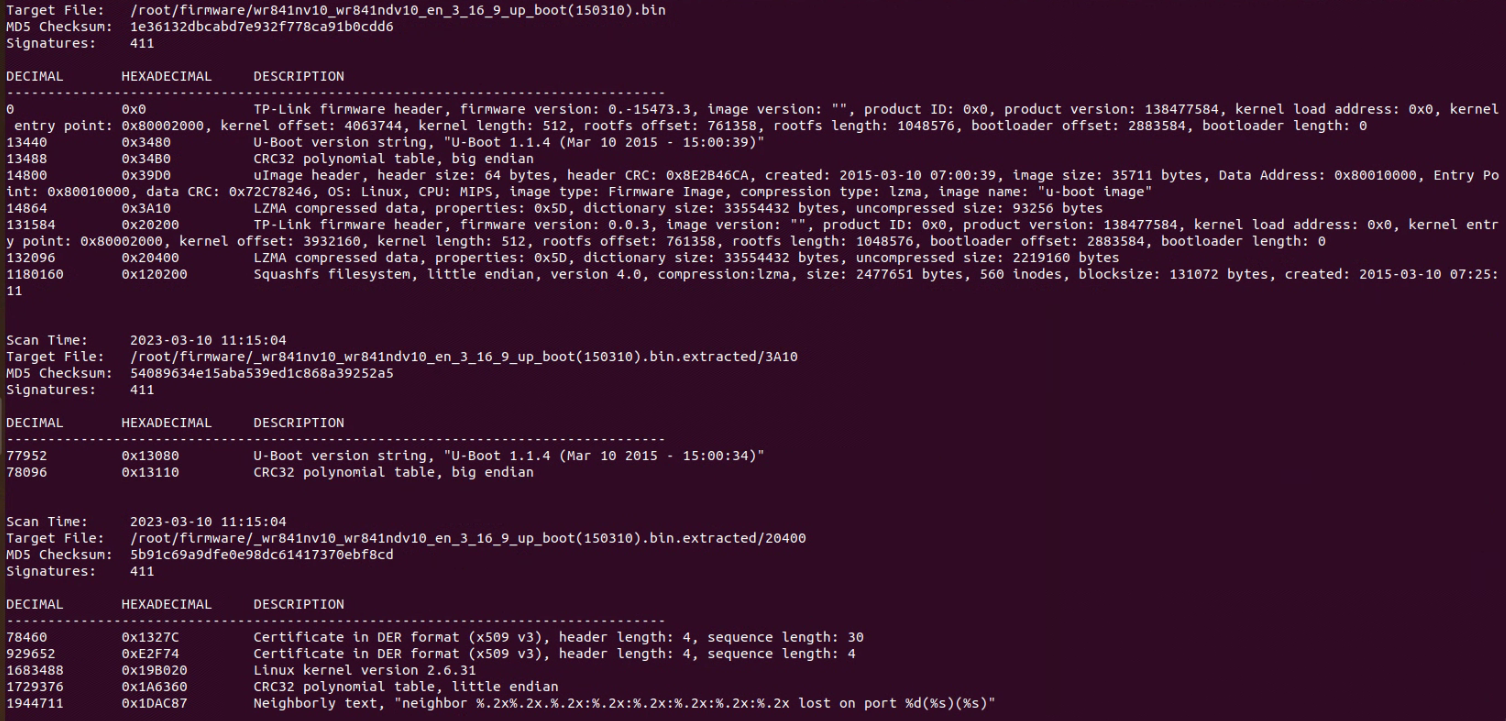 Target File:   /root/firmware/wr841nv10_wr841ndv10_en_3_16_9_up_boot(150310).bin
MD5 Checksum:  1e36132dbcabd7e932f778ca91b0cdd6
Signatures:    411
DECIMAL       HEXADECIMAL     DESCRIPTION
--------------------------------------------------------------------------------
0             0x0             TP-Link firmware header, firmware version: 0.-15473.3, image version: "", product ID: 0x0, product version: 138477584, kernel load address: 0x0, kernel
 entry point: 0x80002000, kernel offset: 4063744, kernel length: 512, rootfs offset: 761358, rootfs length: 1048576, bootloader offset: 2883584, bootloader length: 0
13440         0x3480          U-Boot version string, "U-Boot 1.1.4 (Mar 10 2015 - 15:00:39)"
13488         0x34B0          CRC32 polynomial table, big endian
14800         0x39D0          uImage header, header size: 64 bytes, header CRC: 0x8E2B46CA, created: 2015-03-10 07:00:39, image size: 35711 bytes, Data Address: 0x80010000, Entry Po
int: 0x80010000, data CRC: 0x72C78246, OS: Linux, CPU: MIPS, image type: Firmware Image, compression type: lzma, image name: "u-boot image"
14864         0x3A10          LZMA compressed data, properties: 0x5D, dictionary size: 33554432 bytes, uncompressed size: 93256 bytes
131584        0x20200         TP-Link firmware header, firmware version: 0.0.3, image version: "", product ID: 0x0, product version: 138477584, kernel load address: 0x0, kernel entr
y point: 0x80002000, kernel offset: 3932160, kernel length: 512, rootfs offset: 761358, rootfs length: 1048576, bootloader offset: 2883584, bootloader length: 0
132096        0x20400         LZMA compressed data, properties: 0x5D, dictionary size: 33554432 bytes, uncompressed size: 2219160 bytes
1180160       0x120200        Squashfs filesystem, little endian, version 4.0, compression:lzma, size: 2477651 bytes, 560 inodes, blocksize: 131072 bytes, created: 2015-03-10 07:25:
11
Scan Time:     2023-03-10 11:15:04
Target File:   /root/firmware/_wr841nv10_wr841ndv10_en_3_16_9_up_boot(150310).bin.extracted/3A10
MD5 Checksum:  54089634e15aba539ed1c868a39252a5
Signatures:    411
DECIMAL       HEXADECIMAL     DESCRIPTION
--------------------------------------------------------------------------------
77952         0x13080         U-Boot version string, "U-Boot 1.1.4 (Mar 10 2015 - 15:00:34)"
78096         0x13110         CRC32 polynomial table, big endian
Scan Time:     2023-03-10 11:15:04
Target File:   /root/firmware/_wr841nv10_wr841ndv10_en_3_16_9_up_boot(150310).bin.extracted/20400
MD5 Checksum:  5b91c69a9dfe0e98dc61417370ebf8cd
Signatures:    411
DECIMAL       HEXADECIMAL     DESCRIPTION
--------------------------------------------------------------------------------
78460         0x1327C         Certificate in DER format (x509 v3), header length: 4, sequence length: 30
929652        0xE2F74         Certificate in DER format (x509 v3), header length: 4, sequence length: 4
1683488       0x19B020        Linux kernel version 2.6.31
1729376       0x1A6360        CRC32 polynomial table, little endian
1944711       0x1DAC87        Neighborly text, "neighbor %.2x%.2x.%.2x:%.2x:%.2x:%.2x:%.2x:%.2x lost on port %d(%s)(%s)"